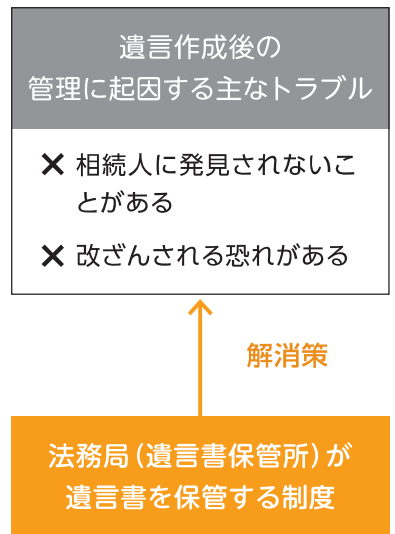 遺言作成後の
管理に起因する主なトラブル
× 相続人に発見されないこ
とがある
× 改ざんされる恐れがある
解消策
法務局(遺言書保管所)が
遺言書を保管する制度